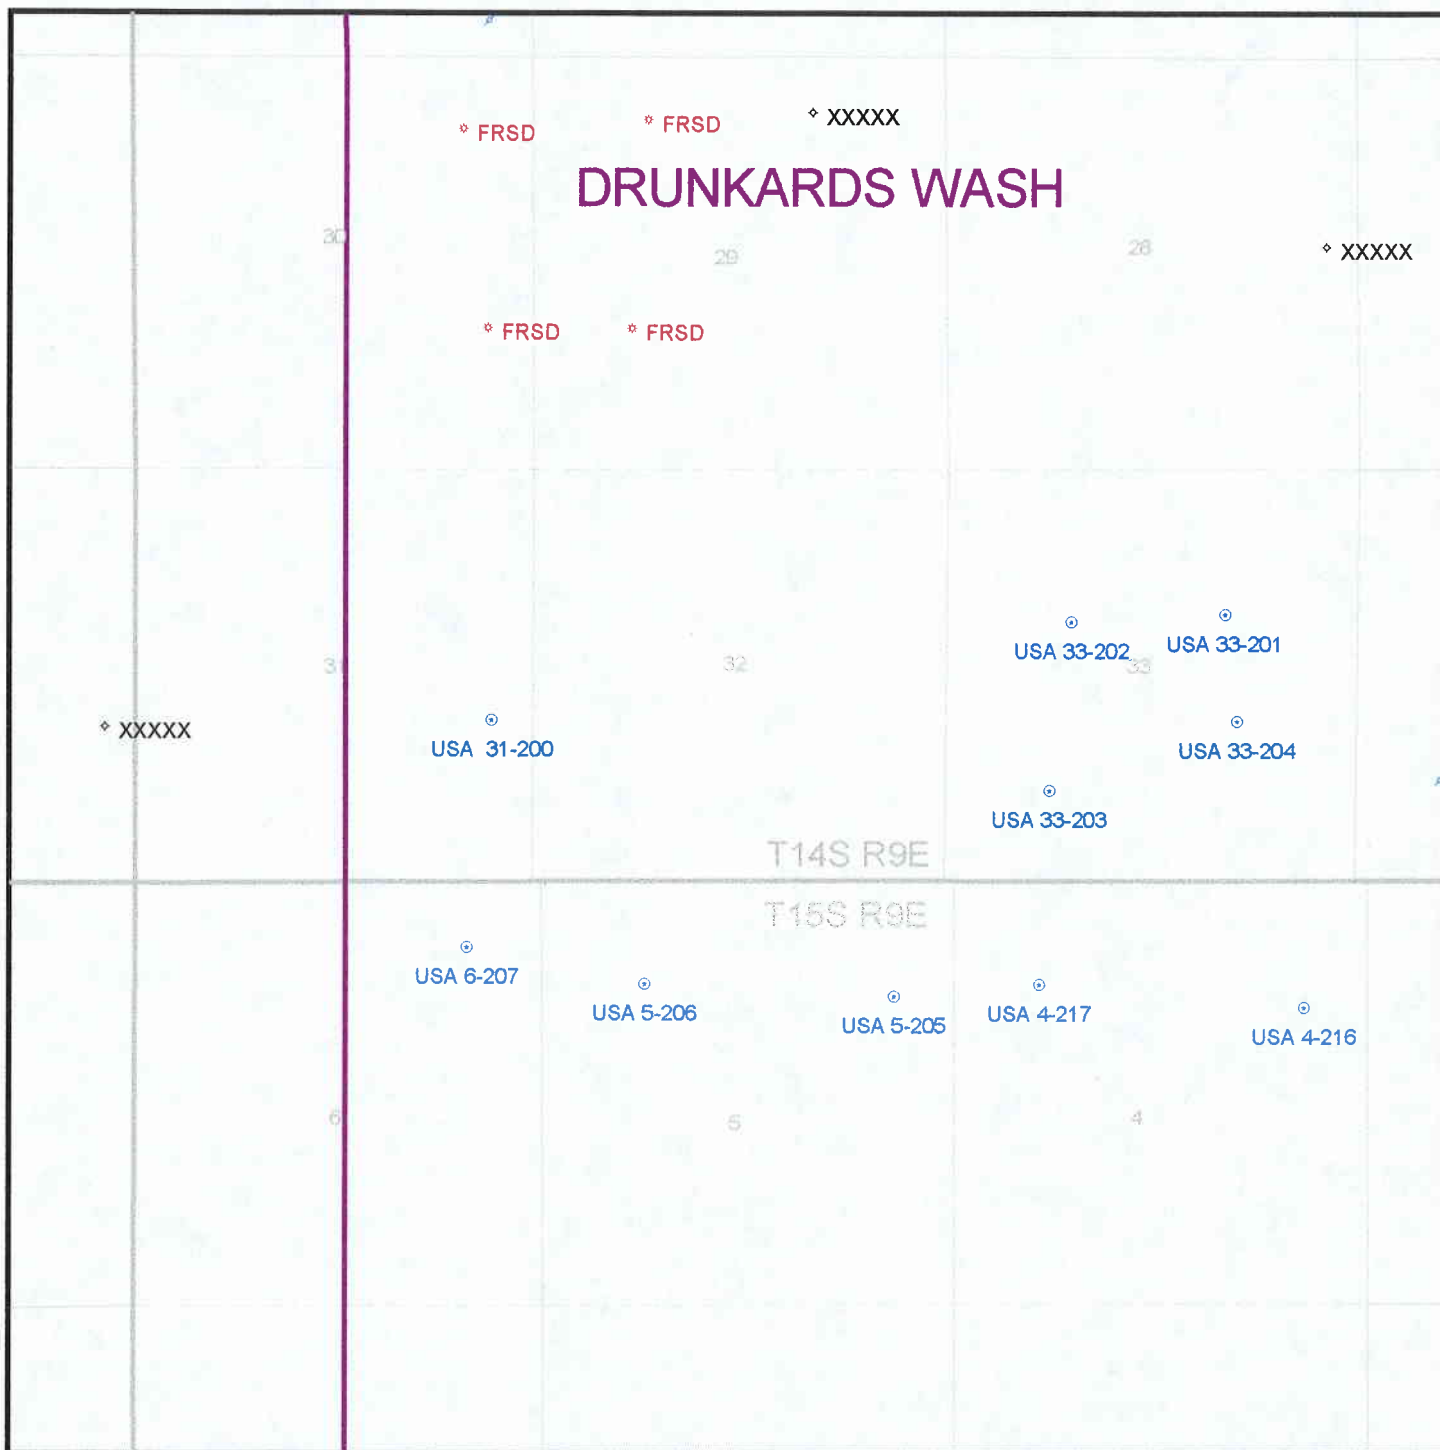 FRSD
FRSD
XXXXX
DRUNKARDS WASH
30
29
28
XXXXX
FRSD
FRSD
USA 33-202
USA 33-201
31
32
33
XXXXX
USA  31-200
USA 33-204
USA 33-203
T14S R9E
T15S R9E
USA 6-207
USA 5-206
USA 5-205
USA 4-217
USA 4-216
6
5
4